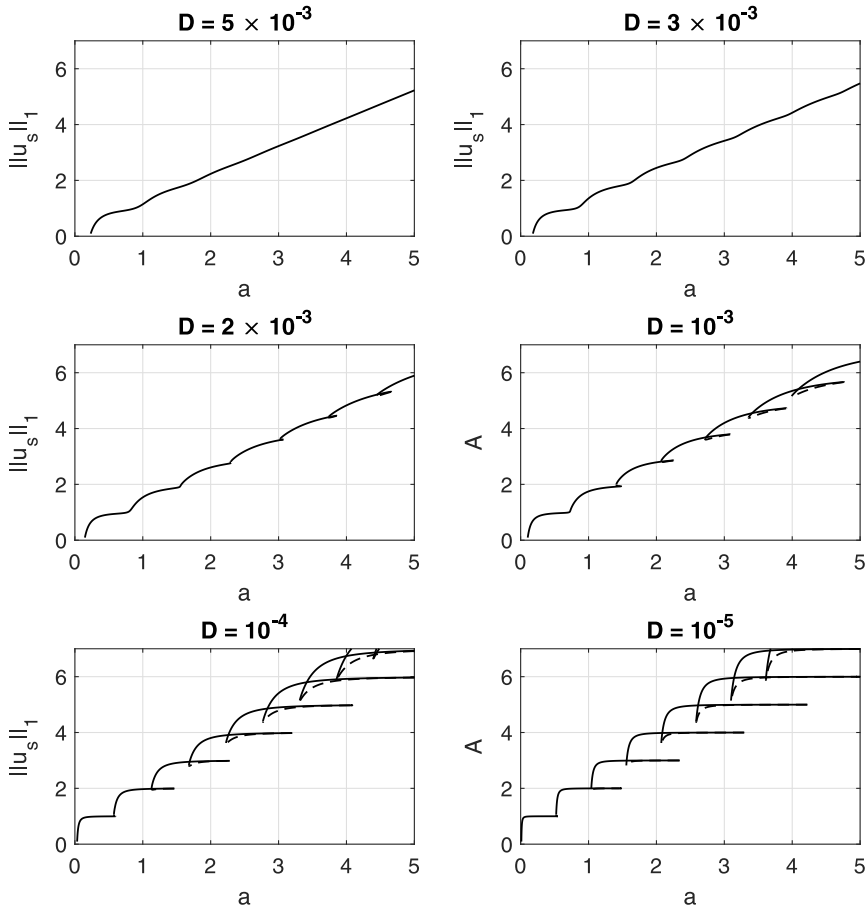 D = 5 × 10⁻³
||u_s||_1
6
4
2
0
0 1 2 3 4 5
a
D = 3 × 10⁻³
||u_s||_1
6
4
2
0
0 1 2 3 4 5
a
D = 2 × 10⁻³
||u_s||_1
6
4
2
0
0 1 2 3 4 5
a
D = 10⁻³
A
6
4
2
0
0 1 2 3 4 5
a
D = 10⁻⁴
||u_s||_1
6
4
2
0
0 1 2 3 4 5
a
D = 10⁻⁵
A
6
4
2
0
0 1 2 3 4 5
a